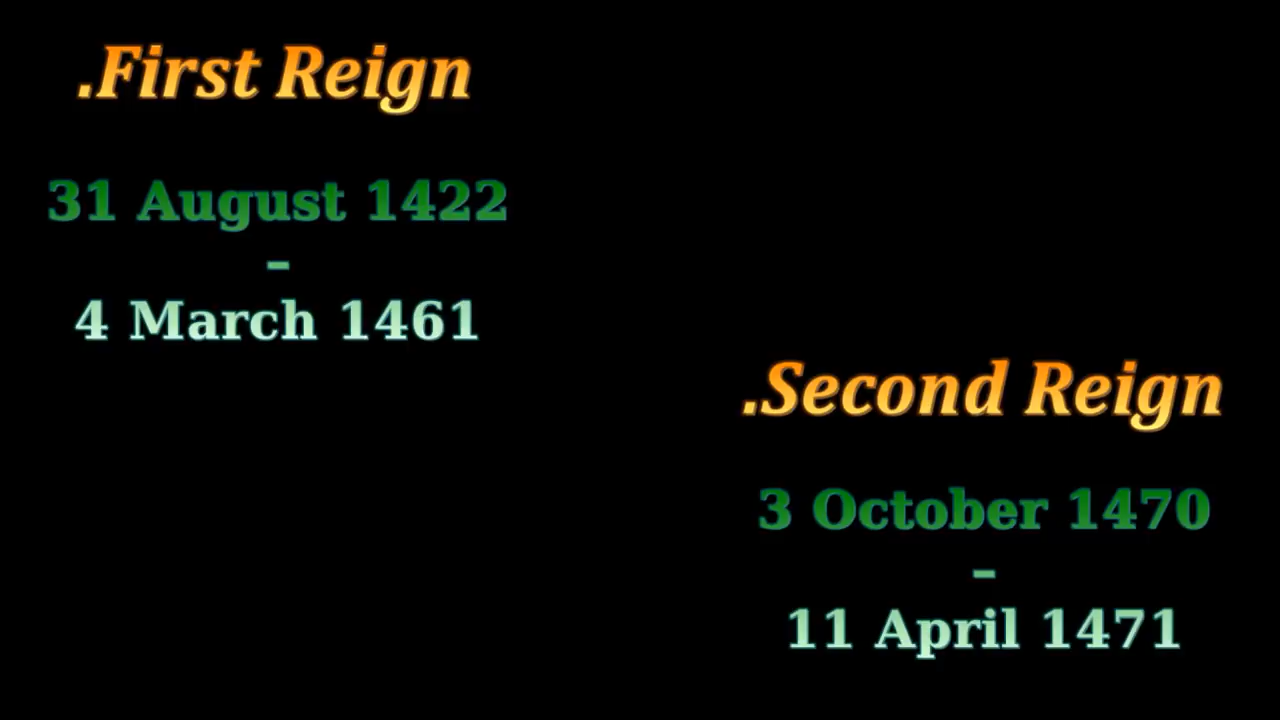 .First Reign
31 August 1422
–
4 March 1461
.Second Reign
3 October 1470
–
11 April 1471